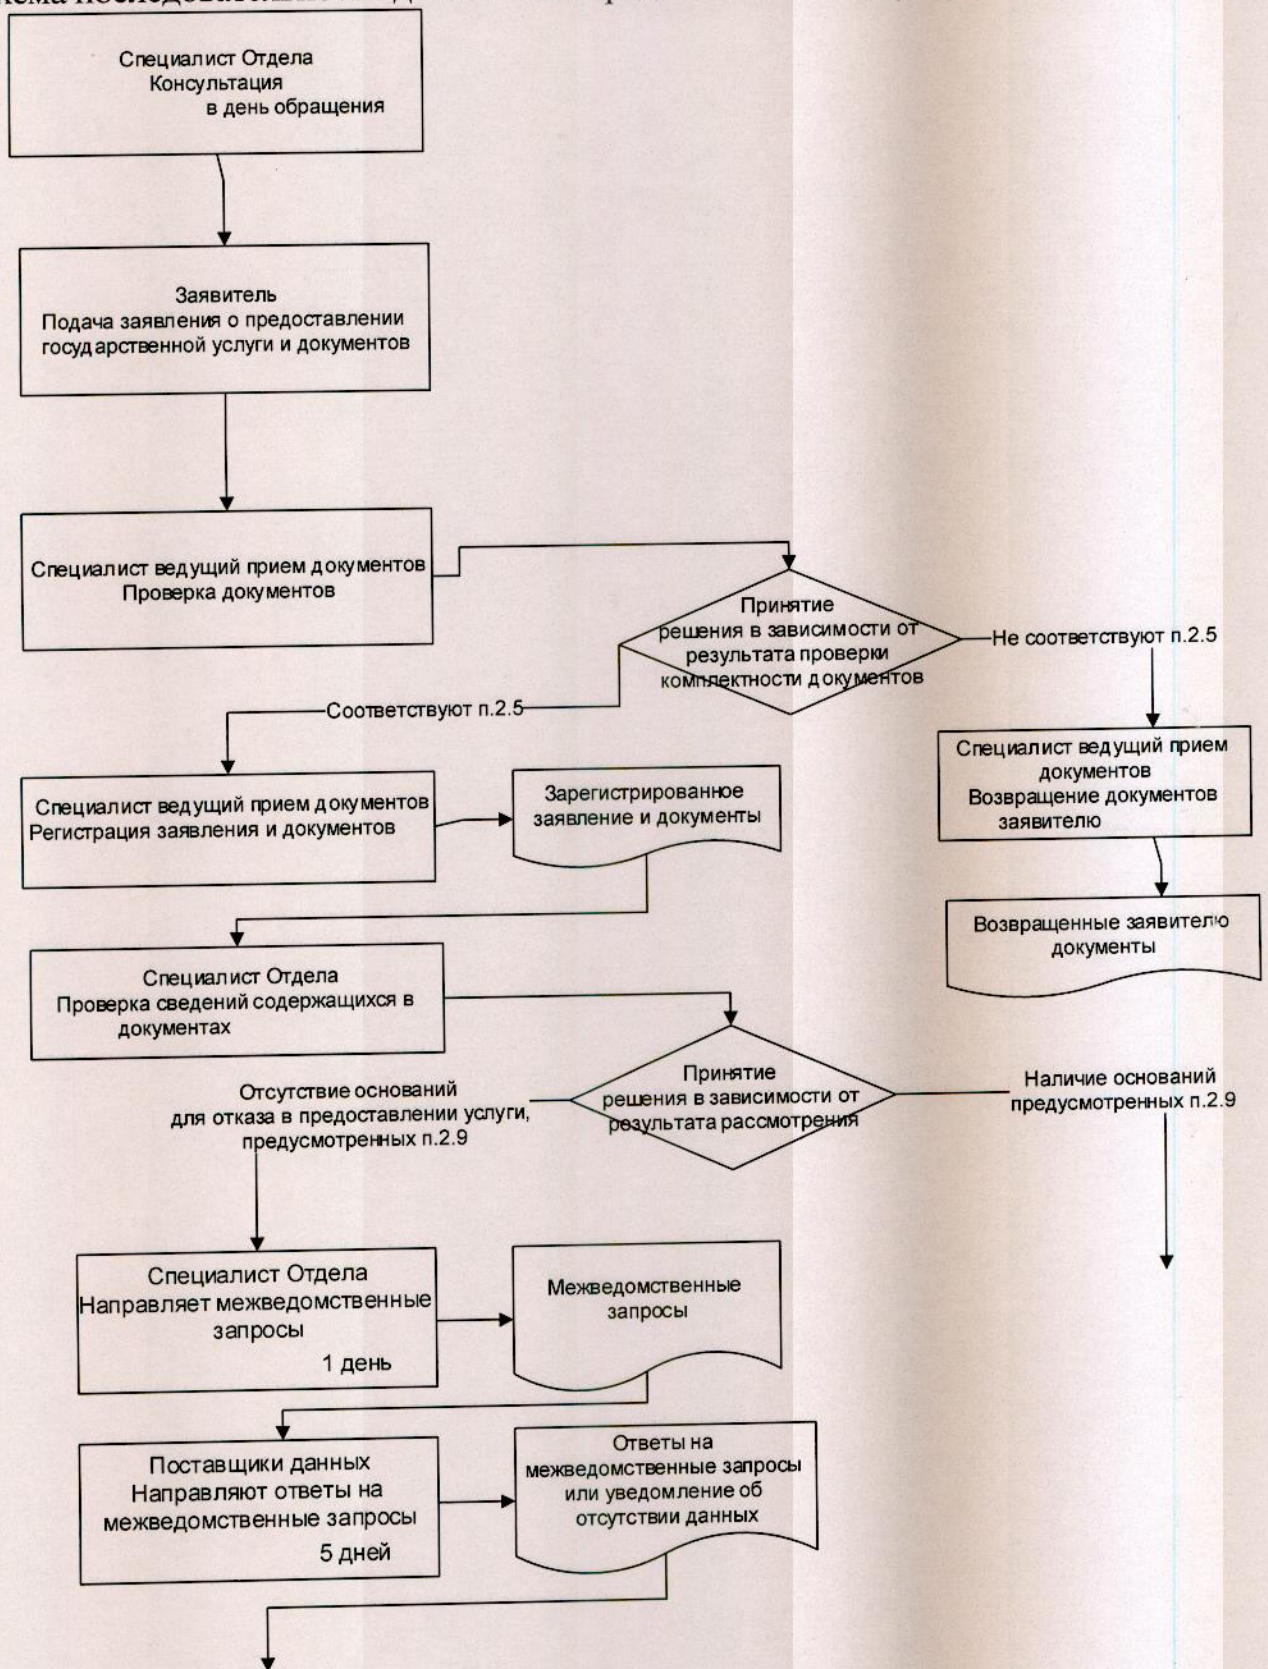 Специалист Отдела
Консультация
в день обращения
Заявитель
Подача заявления о предоставлении
государственной услуги и документов
Специалист ведущий прием документов
Проверка документов
Принятие
решения в зависимости от
результата проверки
комплектности документов
Не соответствуют п.2.5
Соответствуют п.2.5
Специалист ведущий прием
документов
Возвращение документов
заявителю
Специалист ведущий прием документов
Регистрация заявления и документов
Зарегистрированное
заявление и документы
Возвращенные заявителю
документы
Специалист Отдела
Проверка сведений содержащихся в
документах
Принятие
решения в зависимости от
результата рассмотрения
Отсутствие оснований
для отказа в предоставлении услуги,
предусмотренных п.2.9
Наличие оснований
предусмотренных п.2.9
Специалист Отдела
Направляет межведомственные
запросы
1 день
Межведомственные
запросы
Поставщики данных
Направляют ответы на
межведомственные запросы
5 дней
Ответы на
межведомственные запросы
или уведомление об
отсутствии данных